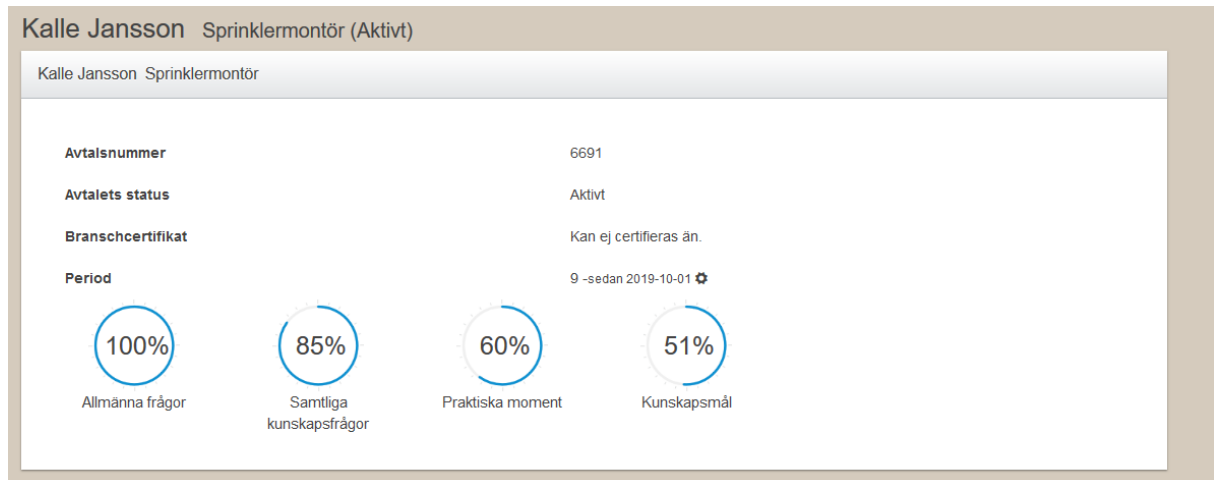 Kalle Jansson Sprinklermontör (Aktivt)
Kalle Jansson Sprinklermontör
Avtalsnummer 6691
Avtalets status Aktivt
Branschcertifikat Kan ej certifieras än.
Period 9 -sedan 2019-10-01
100% 85% 60% 51%
Allmänna frågor Samtliga Praktiska moment Kunskapsmål
kunskapsfrågor